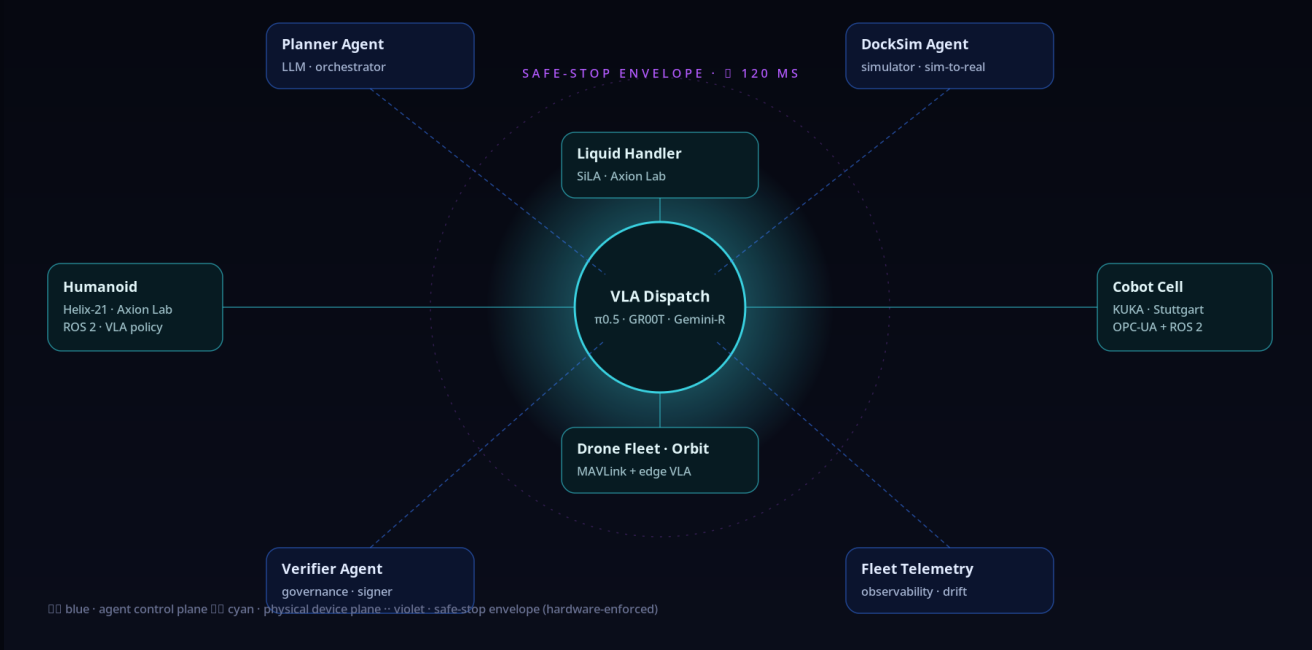 Planner Agent
LLM · orchestrator
DockSim Agent
simulator · sim-to-real
SAFE-STOP ENVELOPE · 120 MS
Liquid Handler
SiLA · Axion Lab
Humanoid
Helix-21 · Axion Lab
ROS 2 · VLA policy
VLA Dispatch
π0.5 · GR00T · Gemini-R
Cobot Cell
KUKA · Stuttgart
OPC-UA + ROS 2
Drone Fleet · Orbit
MAVLink + edge VLA
Verifier Agent
governance · signer
Fleet Telemetry
observability · drift
blue · agent control plane cyan · physical device plane ·· violet · safe-stop envelope (hardware-enforced)